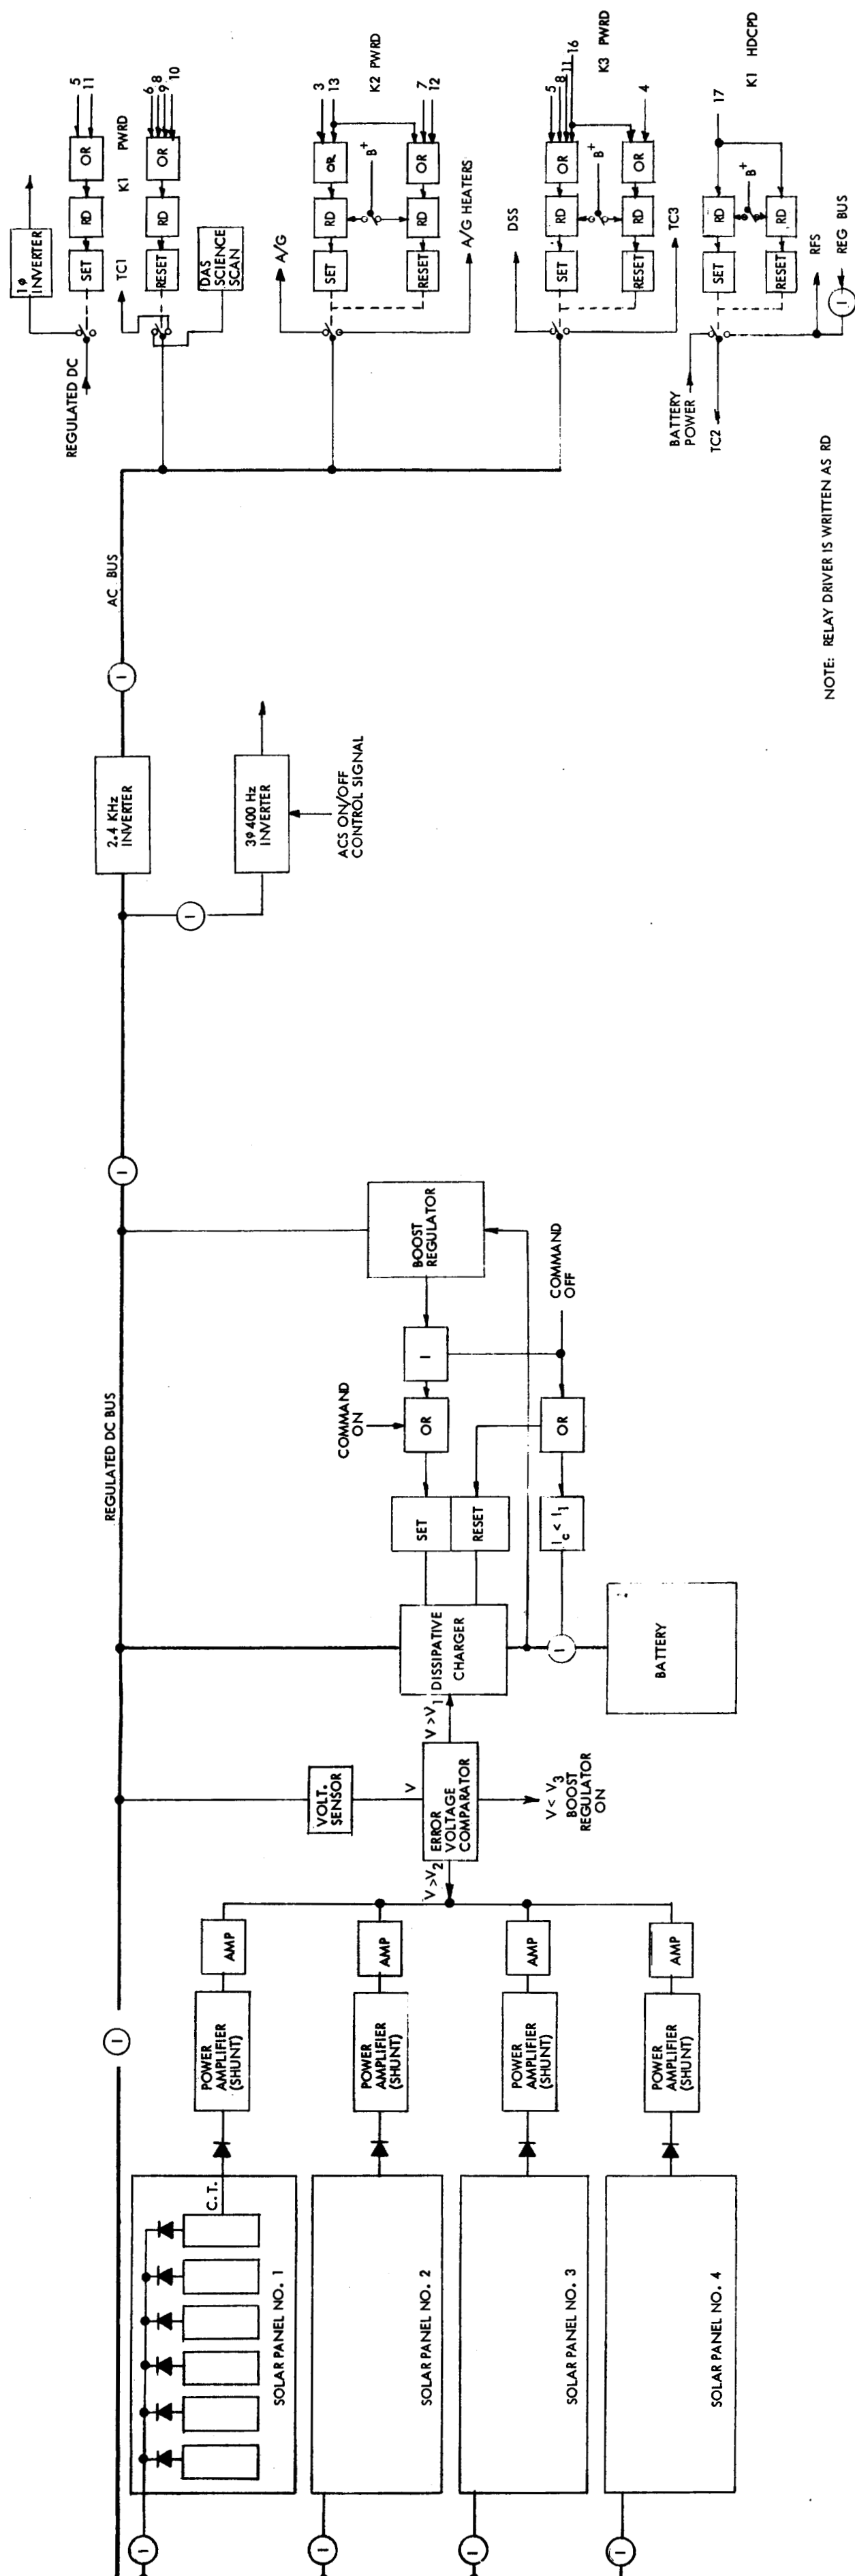 REGULATED DC BUS
AC BUS
I
I
I
I
I
I
I
I
SOLAR PANEL NO. 1
C.T.
SOLAR PANEL NO. 2
SOLAR PANEL NO. 3
SOLAR PANEL NO. 4
POWER
AMPLIFIER
(SHUNT)
AMP
POWER
AMPLIFIER
(SHUNT)
AMP
POWER
AMPLIFIER
(SHUNT)
AMP
POWER
AMPLIFIER
(SHUNT)
AMP
VOLT.
SENSOR
V
V > V2
ERROR
VOLTAGE
COMPARATOR
V > V1
V < V3
BOOST
REGULATOR
ON
DISSIPATIVE
CHARGER
I
BATTERY
SET
RESET
Ic < I1
COMMAND
ON
OR
OR
I
COMMAND
OFF
BOOST
REGULATOR
2.4 KHz
INVERTER
I
3φ 400 Hz
INVERTER
ACS ON/OFF
CONTROL SIGNAL
1φ
INVERTER
REGULATED DC
SET
RD
OR
5
11
K1 PWRD
TC1
RESET
RD
OR
6
8
9
10
DAS
SCIENCE
SCAN
A/G
SET
RD
OR
3
13
K2 PWRD
B+
RESET
RD
OR
7
12
A/G HEATERS
DSS
SET
RD
OR
5
8
11
16
K3 PWRD
B+
RESET
RD
OR
4
TC3
BATTERY
POWER
TC2
SET
RD
17
K1 HDCPD
B+
RESET
RD
RFS
I
REG BUS
NOTE: RELAY DRIVER IS WRITTEN AS RD